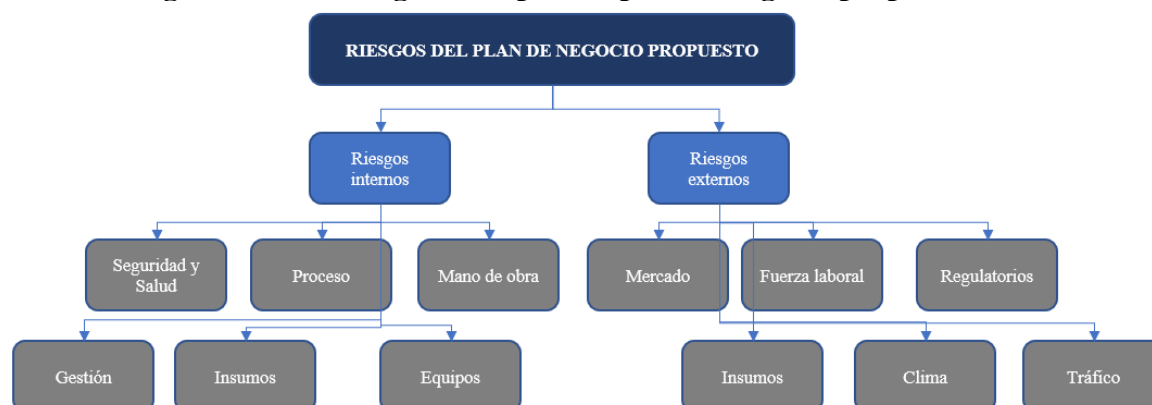 RIESGOS DEL PLAN DE NEGOCIO PROPUESTO
Riesgos
internos
Riesgos
externos
Seguridad y
Salud
Proceso
Mano de obra
Mercado
Fuerza laboral
Regulatorios
Gestión
Insumos
Equipos
Insumos
Clima
Tráfico